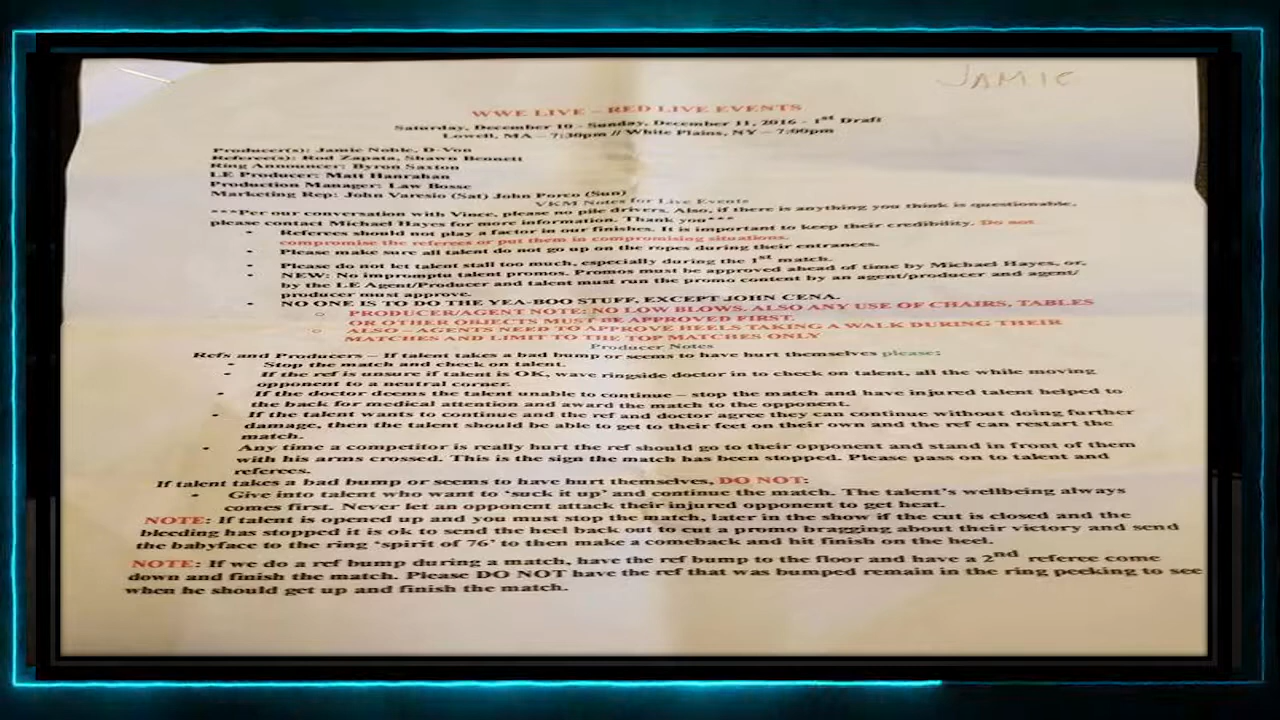 JAMIE
WWE LIVE – RED LIVE EVENTS
Saturday, December 10 - Sunday, December 11, 2016 - 1st Draft
Lowell, MA – 7:30pm // White Plains, NY – 7:00pm
Producer(s): Jamie Noble, D-Von
Referee(s): Rod Zapata, Shawn Bennett
Ring Announcer: Byron Saxton
LE Producer: Matt Hanrahan
Production Manager: Law Bosse
Marketing Rep: John Varesio (Sat) John Porco (Sun)
VKM Notes for Live Events
***Per our conversation with Vince, please no pile drivers. Also, if there is anything you think is questionable,
please contact Michael Hayes for more information. Thank you***
• Referees should not play a factor in our finishes. It is important to keep their credibility. Do not
compromise the referees or put them in compromising situations.
• Please make sure all talent do not go up on the ropes during their entrances.
• Please do not let talent stall too much, especially during the 1st match.
• NEW: No impromptu talent promos. Promos must be approved ahead of time by Michael Hayes, or,
by the LE Agent/Producer and talent must run the promo content by an agent/producer and agent/
producer must approve.
• NO ONE IS TO DO THE YEA-BOO STUFF, EXCEPT JOHN CENA.
○ PRODUCER/AGENT NOTE: NO LOW BLOWS. ALSO ANY USE OF CHAIRS, TABLES
OR OTHER OBJECTS MUST BE APPROVED FIRST.
○ ALSO – AGENTS NEED TO APPROVE HEELS TAKING A WALK DURING THEIR
MATCHES AND LIMIT TO THE TOP MATCHES ONLY
Producer Notes
Refs and Producers – If talent takes a bad bump or seems to have hurt themselves please:
• Stop the match and check on talent.
• If the ref is unsure if talent is OK, wave ringside doctor in to check on talent, all the while moving
opponent to a neutral corner.
• If the doctor deems the talent unable to continue – stop the match and have injured talent helped to
the back for medical attention and award the match to the opponent.
• If the talent wants to continue and the ref and doctor agree they can continue without doing further
damage, then the talent should be able to get to their feet on their own and the ref can restart the
match.
• Any time a competitor is really hurt the ref should go to their opponent and stand in front of them
with his arms crossed. This is the sign the match has been stopped. Please pass on to talent and
referees.
If talent takes a bad bump or seems to have hurt themselves, DO NOT:
• Give into talent who want to ‘suck it up’ and continue the match. The talent’s wellbeing always
comes first. Never let an opponent attack their injured opponent to get heat.
NOTE: If talent is opened up and you must stop the match, later in the show if the cut is closed and the
bleeding has stopped it is ok to send the heel back out to cut a promo bragging about their victory and send
the babyface to the ring ‘spirit of 76’ to then make a comeback and hit finish on the heel.
NOTE: If we do a ref bump during a match, have the ref bump to the floor and have a 2nd referee come
down and finish the match. Please DO NOT have the ref that was bumped remain in the ring peeking to see
when he should get up and finish the match.